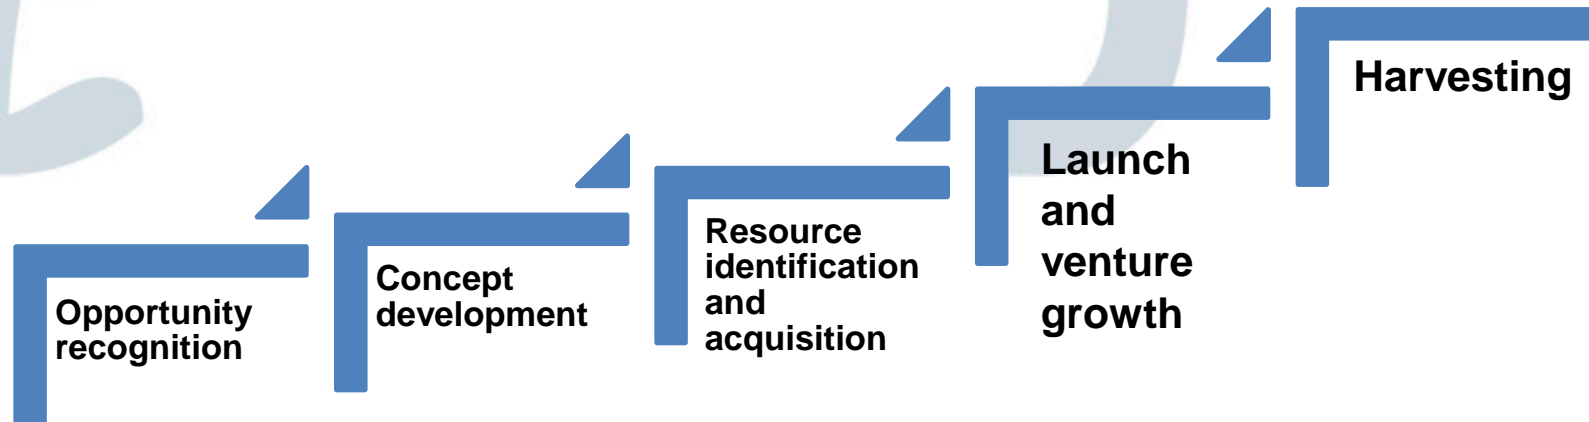 Opportunity
recognition
Concept
development
Resource
identification
and
acquisition
Launch
and
venture
growth
Harvesting